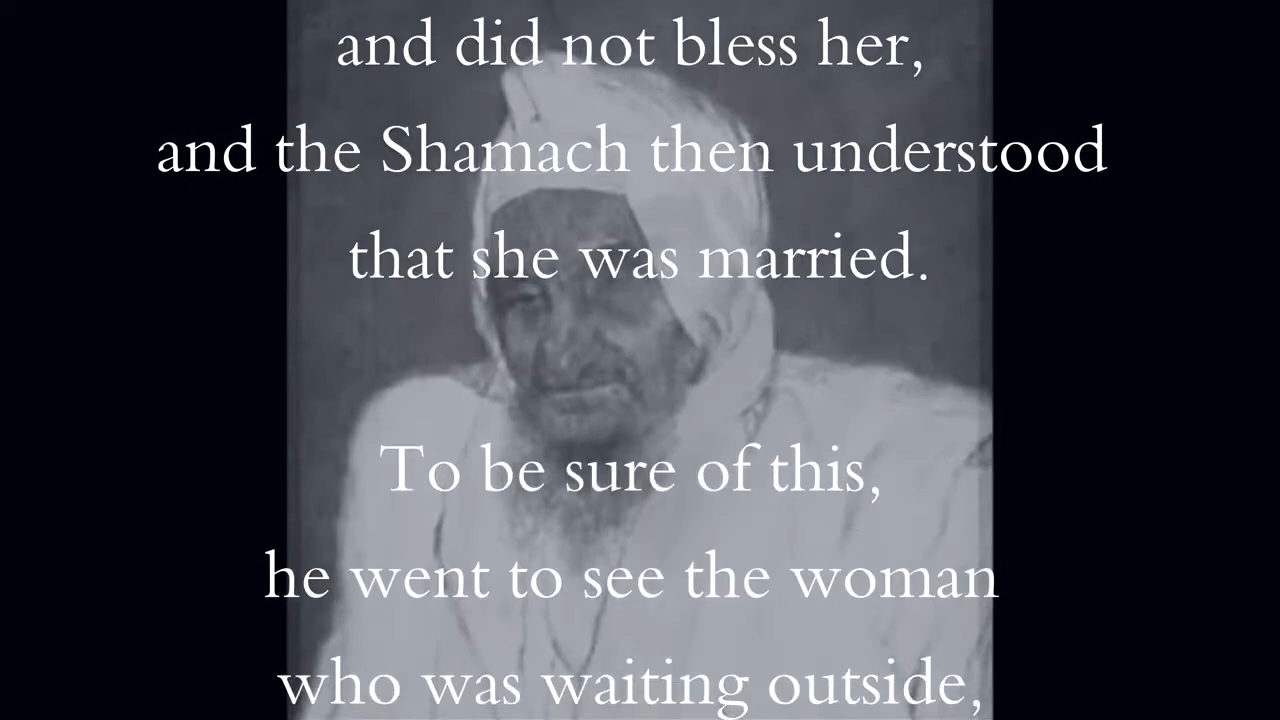 and did not bless her,
and the Shamach then understood
that she was married.
To be sure of this,
he went to see the woman
who was waiting outside,